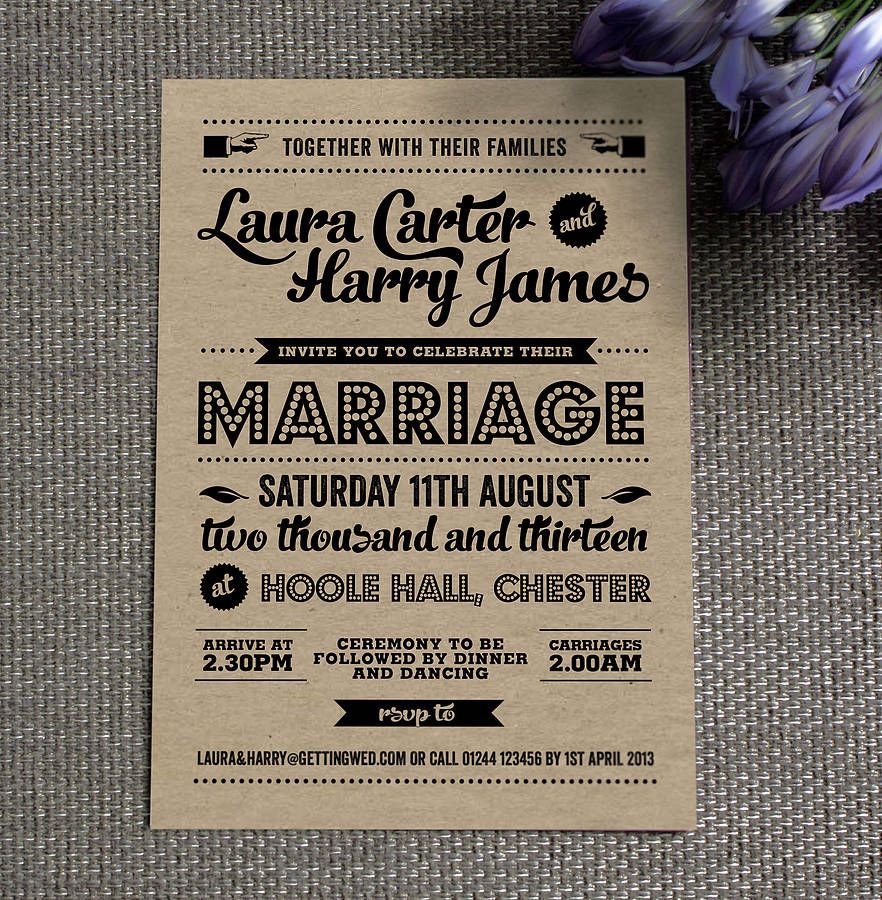 TOGETHER WITH THEIR FAMILIES
Laura Carter and
Harry James
INVITE YOU TO CELEBRATE THEIR
MARRIAGE
SATURDAY 11TH AUGUST
two thousand and thirteen
at HOOLE HALL, CHESTER
ARRIVE AT
2.30PM
CEREMONY TO BE
FOLLOWED BY DINNER
AND DANCING
CARRIAGES
2.00AM
rsvp to
LAURA&HARRY@GETTINGWED.COM OR CALL 01244 123456 BY 1ST APRIL 2013